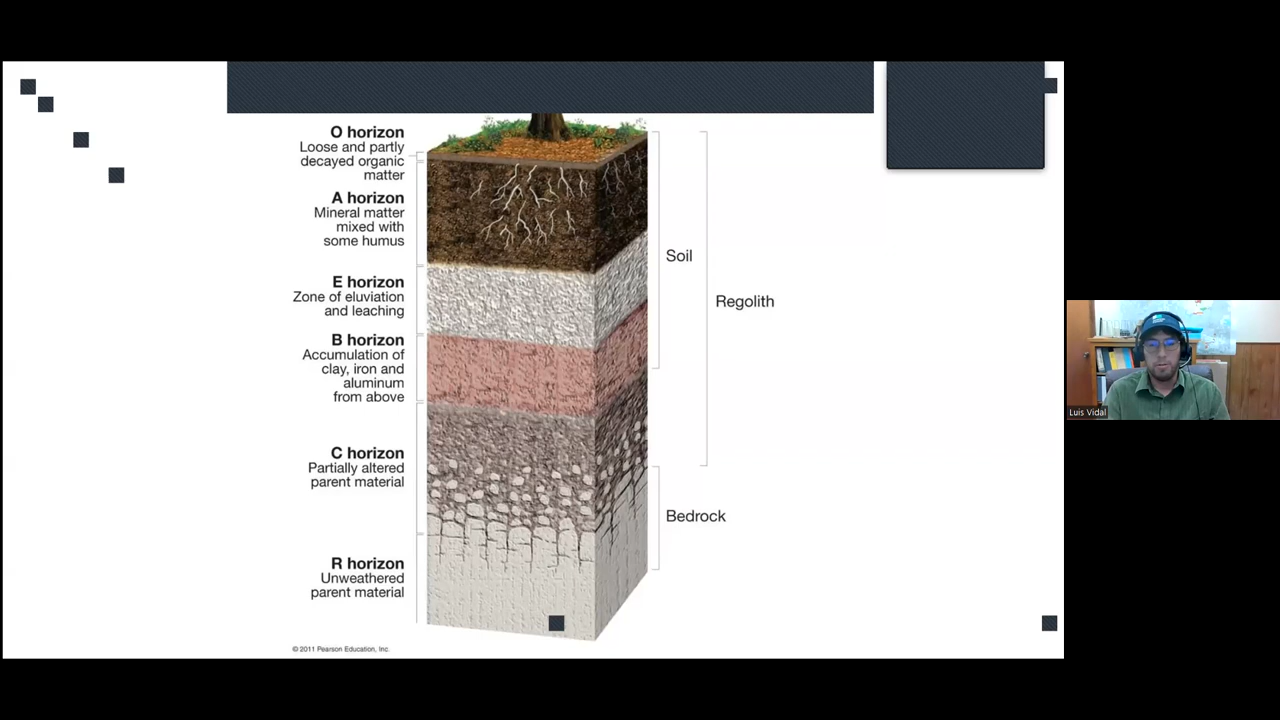 O horizon
Loose and partly
decayed organic
matter
A horizon
Mineral matter
mixed with
some humus
E horizon
Zone of eluviation
and leaching
B horizon
Accumulation of
clay, iron and
aluminum
from above
C horizon
Partially altered
parent material
R horizon
Unweathered
parent material
Soil
Regolith
Bedrock
© 2011 Pearson Education, Inc.
Luis Vidal